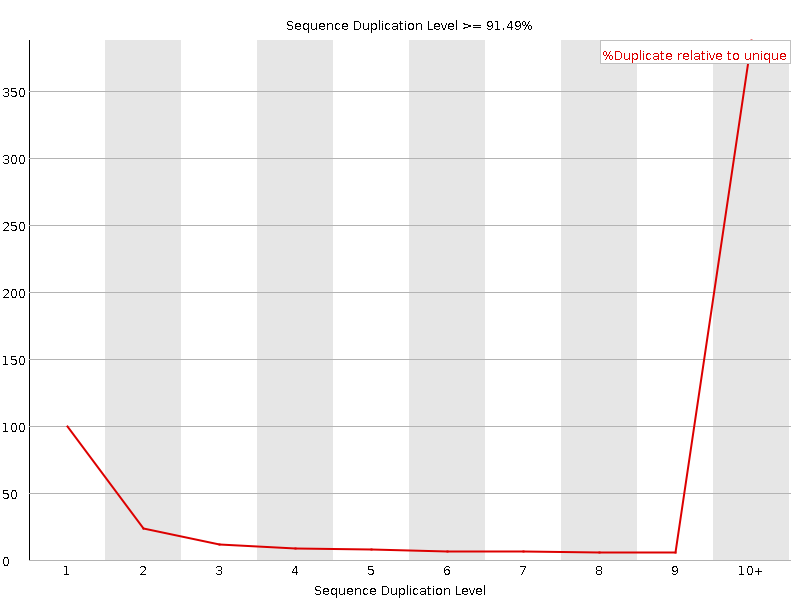 Sequence Duplication Level >= 91.49%
%Duplicate relative to unique
350
300
250
200
150
100
50
0
1 2 3 4 5 6 7 8 9 10+
Sequence Duplication Level